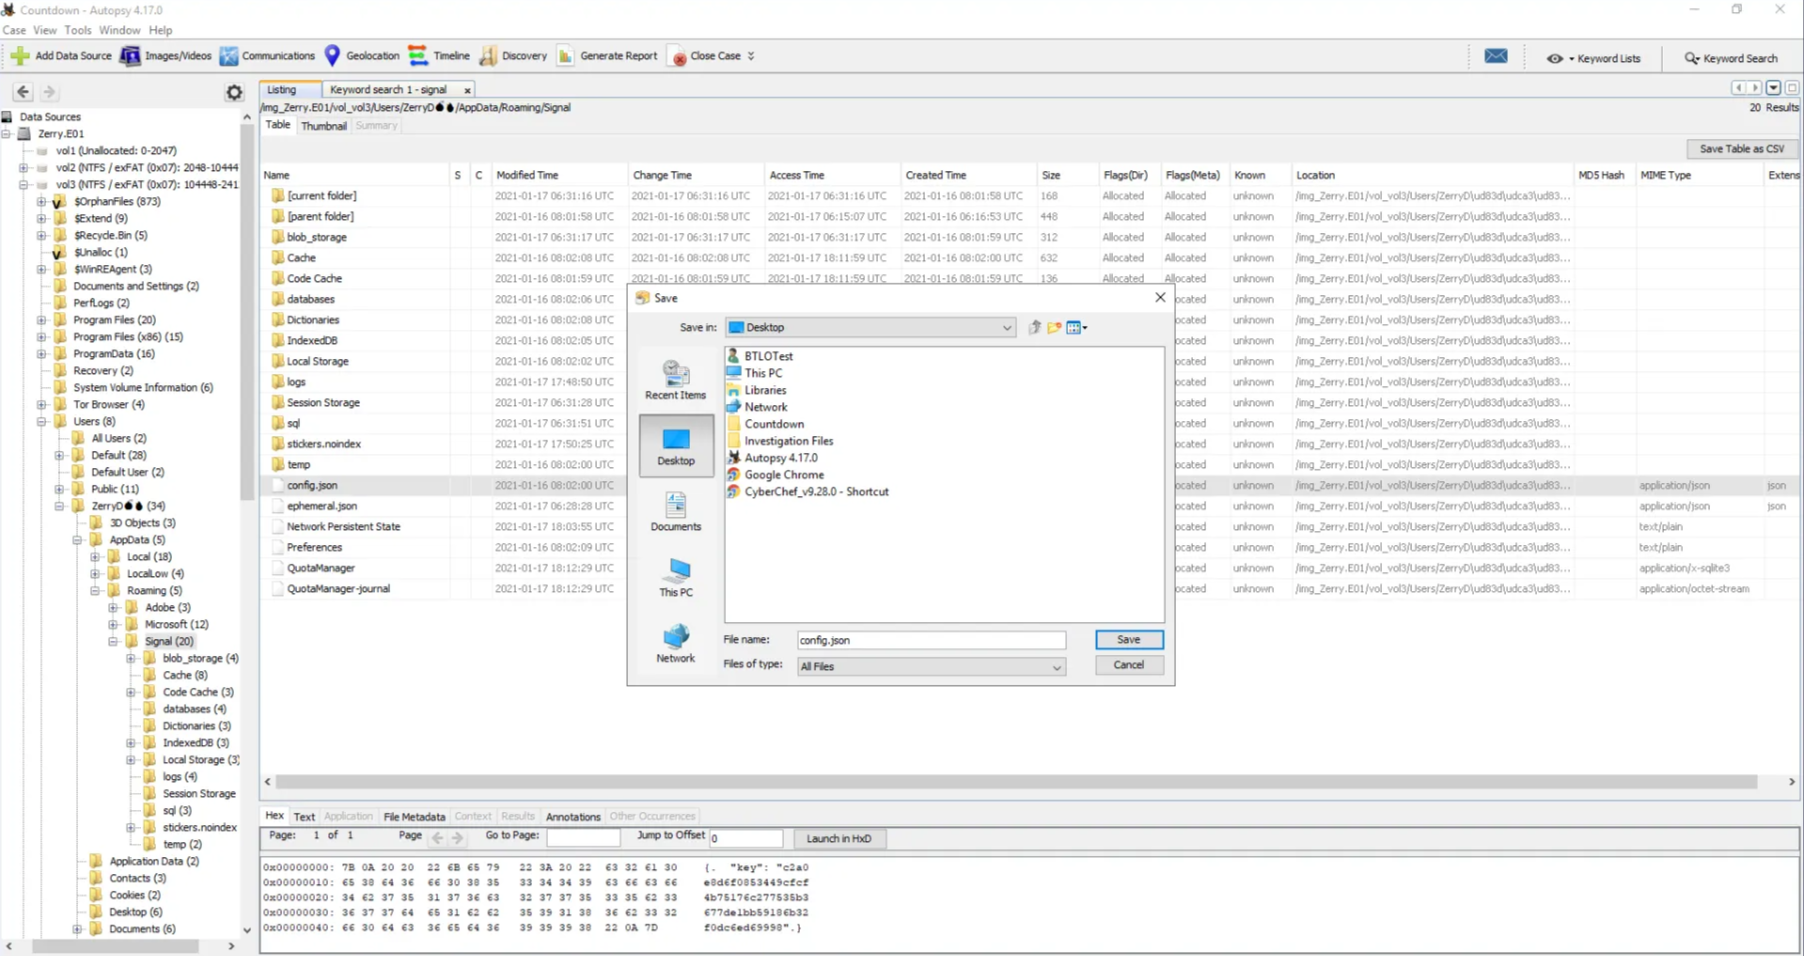 Countdown - Autopsy 4.17.0
Case View Tools Window Help
Add Data Source Images/Videos Communications Geolocation Timeline Discovery Generate Report Close Case Keyword Lists Keyword Search
Listing Keyword search 1 - signal x
/img_Zerry.E01/vol_vol3/Users/ZerryD💣💣/AppData/Roaming/Signal
20 Results
Table Thumbnail Summary
Save Table as CSV
Data Sources
Zerry.E01
vol1 (Unallocated: 0-2047)
vol2 (NTFS / exFAT (0x07): 2048-10444
vol3 (NTFS / exFAT (0x07): 104448-241
$OrphanFiles (873)
$Extend (9)
$Recycle.Bin (5)
$Unalloc (1)
$WinREAgent (3)
Documents and Settings (2)
PerfLogs (2)
Program Files (20)
Program Files (x86) (15)
ProgramData (16)
Recovery (2)
System Volume Information (6)
Tor Browser (4)
Users (8)
All Users (2)
Default (28)
Default User (2)
Public (11)
ZerryD💣💣 (34)
3D Objects (3)
AppData (5)
Local (18)
LocalLow (4)
Roaming (5)
Adobe (3)
Microsoft (12)
Signal (20)
blob_storage (4)
Cache (8)
Code Cache (3)
databases (4)
Dictionaries (3)
IndexedDB (3)
Local Storage (3)
logs (4)
Session Storage
sql (3)
stickers.noindex
temp (2)
Application Data (2)
Contacts (3)
Cookies (2)
Desktop (6)
Documents (6)
Name S C Modified Time Change Time Access Time Created Time Size Flags(Dir) Flags(Meta) Known Location MD5 Hash MIME Type Extens
[current folder] 2021-01-17 06:31:16 UTC 2021-01-17 06:31:16 UTC 2021-01-17 06:31:16 UTC 2021-01-16 08:01:58 UTC 168 Allocated Allocated unknown /img_Zerry.E01/vol_vol3/Users/ZerryD\ud83d\udca3\ud83...
[parent folder] 2021-01-16 08:01:58 UTC 2021-01-16 08:01:58 UTC 2021-01-17 06:15:07 UTC 2021-01-16 06:16:53 UTC 448 Allocated Allocated unknown /img_Zerry.E01/vol_vol3/Users/ZerryD\ud83d\udca3\ud83...
blob_storage 2021-01-17 06:31:17 UTC 2021-01-17 06:31:17 UTC 2021-01-17 06:31:17 UTC 2021-01-16 08:01:59 UTC 312 Allocated Allocated unknown /img_Zerry.E01/vol_vol3/Users/ZerryD\ud83d\udca3\ud83...
Cache 2021-01-16 08:02:08 UTC 2021-01-16 08:02:08 UTC 2021-01-17 18:11:59 UTC 2021-01-16 08:02:00 UTC 632 Allocated Allocated unknown /img_Zerry.E01/vol_vol3/Users/ZerryD\ud83d\udca3\ud83...
Code Cache 2021-01-16 08:01:59 UTC 2021-01-16 08:01:59 UTC 2021-01-17 18:11:59 UTC 2021-01-16 08:01:59 UTC 136 Allocated Allocated unknown /img_Zerry.E01/vol_vol3/Users/ZerryD\ud83d\udca3\ud83...
databases 2021-01-16 08:02:06 UTC ocated unknown /img_Zerry.E01/vol_vol3/Users/ZerryD\ud83d\udca3\ud83...
Dictionaries 2021-01-16 08:02:08 UTC ocated unknown /img_Zerry.E01/vol_vol3/Users/ZerryD\ud83d\udca3\ud83...
IndexedDB 2021-01-16 08:02:05 UTC ocated unknown /img_Zerry.E01/vol_vol3/Users/ZerryD\ud83d\udca3\ud83...
Local Storage 2021-01-16 08:02:02 UTC ocated unknown /img_Zerry.E01/vol_vol3/Users/ZerryD\ud83d\udca3\ud83...
logs 2021-01-17 17:48:50 UTC ocated unknown /img_Zerry.E01/vol_vol3/Users/ZerryD\ud83d\udca3\ud83...
Session Storage 2021-01-17 06:31:28 UTC ocated unknown /img_Zerry.E01/vol_vol3/Users/ZerryD\ud83d\udca3\ud83...
sql 2021-01-17 06:31:51 UTC ocated unknown /img_Zerry.E01/vol_vol3/Users/ZerryD\ud83d\udca3\ud83...
stickers.noindex 2021-01-17 17:50:25 UTC ocated unknown /img_Zerry.E01/vol_vol3/Users/ZerryD\ud83d\udca3\ud83...
temp 2021-01-16 08:02:00 UTC ocated unknown /img_Zerry.E01/vol_vol3/Users/ZerryD\ud83d\udca3\ud83...
config.json 2021-01-16 08:02:00 UTC ocated unknown /img_Zerry.E01/vol_vol3/Users/ZerryD\ud83d\udca3\ud83... application/json json
ephemeral.json 2021-01-17 06:28:28 UTC ocated unknown /img_Zerry.E01/vol_vol3/Users/ZerryD\ud83d\udca3\ud83... application/json json
Network Persistent State 2021-01-17 18:03:55 UTC ocated unknown /img_Zerry.E01/vol_vol3/Users/ZerryD\ud83d\udca3\ud83... text/plain
Preferences 2021-01-16 08:02:09 UTC ocated unknown /img_Zerry.E01/vol_vol3/Users/ZerryD\ud83d\udca3\ud83... text/plain
QuotaManager 2021-01-17 18:12:29 UTC ocated unknown /img_Zerry.E01/vol_vol3/Users/ZerryD\ud83d\udca3\ud83... application/x-sqlite3
QuotaManager-journal 2021-01-17 18:12:29 UTC ocated unknown /img_Zerry.E01/vol_vol3/Users/ZerryD\ud83d\udca3\ud83... application/octet-stream
Save
Save in: Desktop
Recent Items
Desktop
Documents
This PC
Network
BTLOTest
This PC
Libraries
Network
Countdown
Investigation Files
Autopsy 4.17.0
Google Chrome
CyberChef_v9.28.0 - Shortcut
File name: config.json Save
Files of type: All Files Cancel
Hex Text Application File Metadata Context Results Annotations Other Occurrences
Page: 1 of 1 Page Go to Page: Jump to Offset 0 Launch in HxD
0x00000000: 7B 0A 20 20 22 6B 65 79 22 3A 20 22 63 32 61 30 {. "key": "c2a0
0x00000010: 65 38 64 36 66 30 38 35 33 34 34 39 63 66 63 66 e8d6f0853449cfcf
0x00000020: 34 62 37 35 31 37 36 63 32 37 37 35 33 35 62 33 4b75176c277535b3
0x00000030: 36 37 37 64 65 31 62 62 35 39 31 38 36 62 33 32 677de1bb59186b32
0x00000040: 66 30 64 63 36 65 64 36 39 39 39 38 22 0A 7D f0dc6ed69998".}